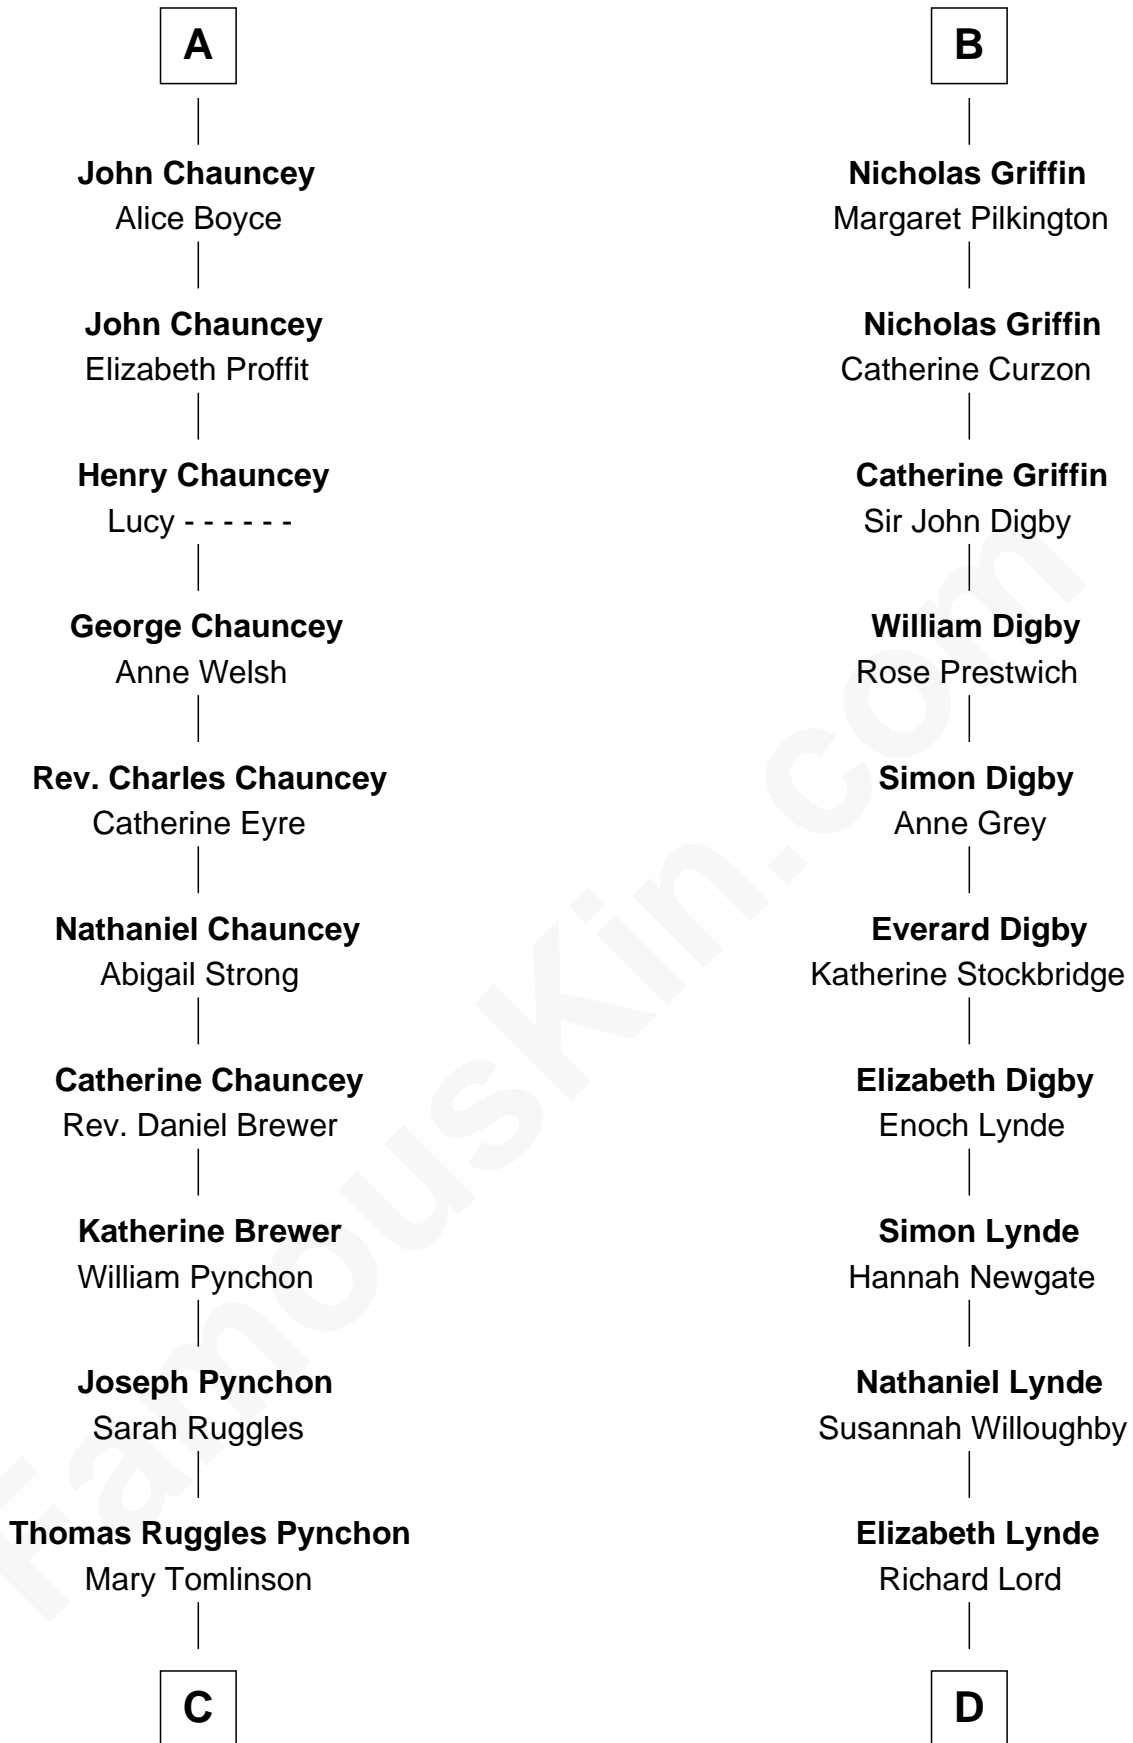 A
John Chauncey
Alice Boyce
John Chauncey
Elizabeth Proffit
Henry Chauncey
Lucy - - - - - -
George Chauncey
Anne Welsh
Rev. Charles Chauncey
Catherine Eyre
Nathaniel Chauncey
Abigail Strong
Catherine Chauncey
Rev. Daniel Brewer
Katherine Brewer
William Pynchon
Joseph Pynchon
Sarah Ruggles
Thomas Ruggles Pynchon
Mary Tomlinson
C
B
Nicholas Griffin
Margaret Pilkington
Nicholas Griffin
Catherine Curzon
Catherine Griffin
Sir John Digby
William Digby
Rose Prestwich
Simon Digby
Anne Grey
Everard Digby
Katherine Stockbridge
Elizabeth Digby
Enoch Lynde
Simon Lynde
Hannah Newgate
Nathaniel Lynde
Susannah Willoughby
Elizabeth Lynde
Richard Lord
D
FamousKin.com